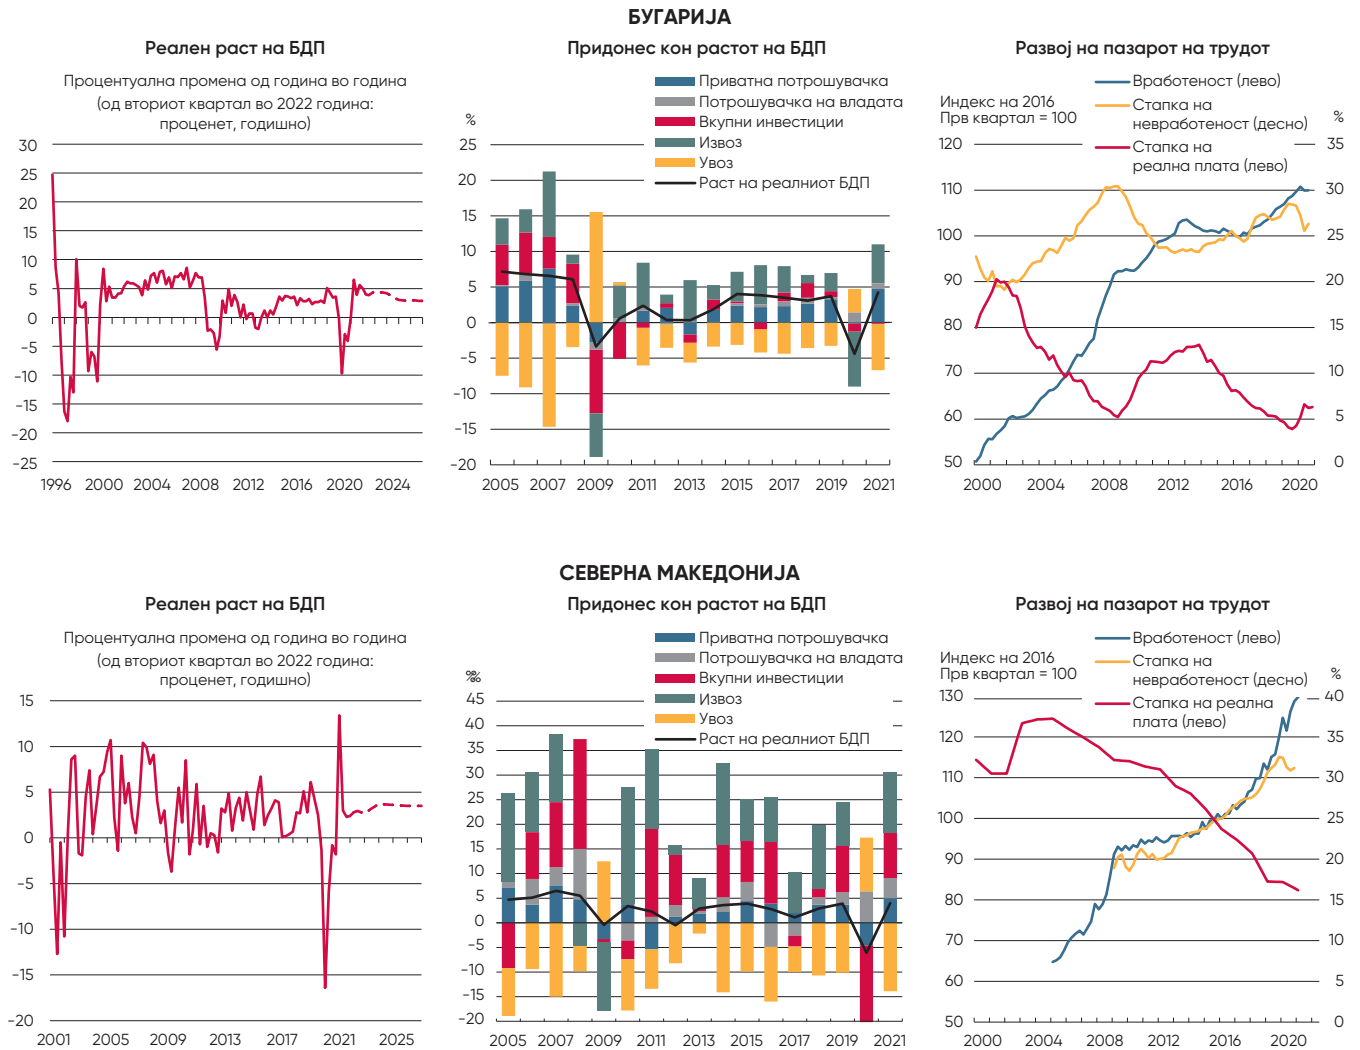 БУГАРИЈА
Реален раст на БДП
Процентуална промена од година во година
(од вториот квартал во 2022 година:
проценет, годишно)
30
25
20
15
10
5
0
-5
-10
-15
-20
-25
1996 2000 2004 2008 2012 2016 2020 2024
Придонес кон растот на БДП
Приватна потрошувачка
Потрошувачка на владата
Вкупни инвестиции
Извоз
Увоз
Раст на реалниот БДП
%
25
20
15
10
5
0
-5
-10
-15
-20
2005 2007 2009 2011 2013 2015 2017 2019 2021
Развој на пазарот на трудот
Вработеност (лево)
Стапка на
невработеност (десно)
Стапка на
реална плата (лево)
Индекс на 2016
Прв квартал = 100
%
120
110
100
90
80
70
60
50
35
30
25
20
15
10
5
0
2000 2004 2008 2012 2016 2020
СЕВЕРНА МАКЕДОНИЈА
Реален раст на БДП
Процентуална промена од година во година
(од вториот квартал во 2022 година:
проценет, годишно)
15
10
5
0
-5
-10
-15
-20
2001 2005 2009 2013 2017 2021 2025
Придонес кон растот на БДП
Приватна потрошувачка
Потрошувачка на владата
Вкупни инвестиции
Извоз
Увоз
Раст на реалниот БДП
%
45
40
35
30
25
20
15
10
5
0
-5
-10
-15
-20
2005 2007 2009 2011 2013 2015 2017 2019 2021
Развој на пазарот на трудот
Вработеност (лево)
Стапка на
невработеност (десно)
Стапка на реална
плата (лево)
Индекс на 2016
Прв квартал = 100
%
130
120
110
100
90
80
70
60
50
40
35
30
25
20
15
10
5
0
2000 2004 2008 2012 2016 2020